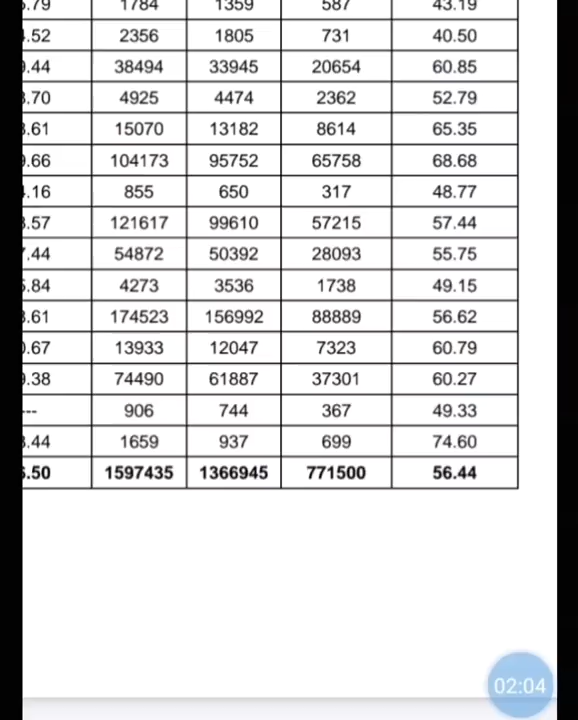 .79 1784 1359 587 43.19
.52 2356 1805 731 40.50
.44 38494 33945 20654 60.85
.70 4925 4474 2362 52.79
.61 15070 13182 8614 65.35
.66 104173 95752 65758 68.68
.16 855 650 317 48.77
.57 121617 99610 57215 57.44
.44 54872 50392 28093 55.75
.84 4273 3536 1738 49.15
.61 174523 156992 88889 56.62
.67 13933 12047 7323 60.79
.38 74490 61887 37301 60.27
--- 906 744 367 49.33
.44 1659 937 699 74.60
.50 1597435 1366945 771500 56.44
02:04